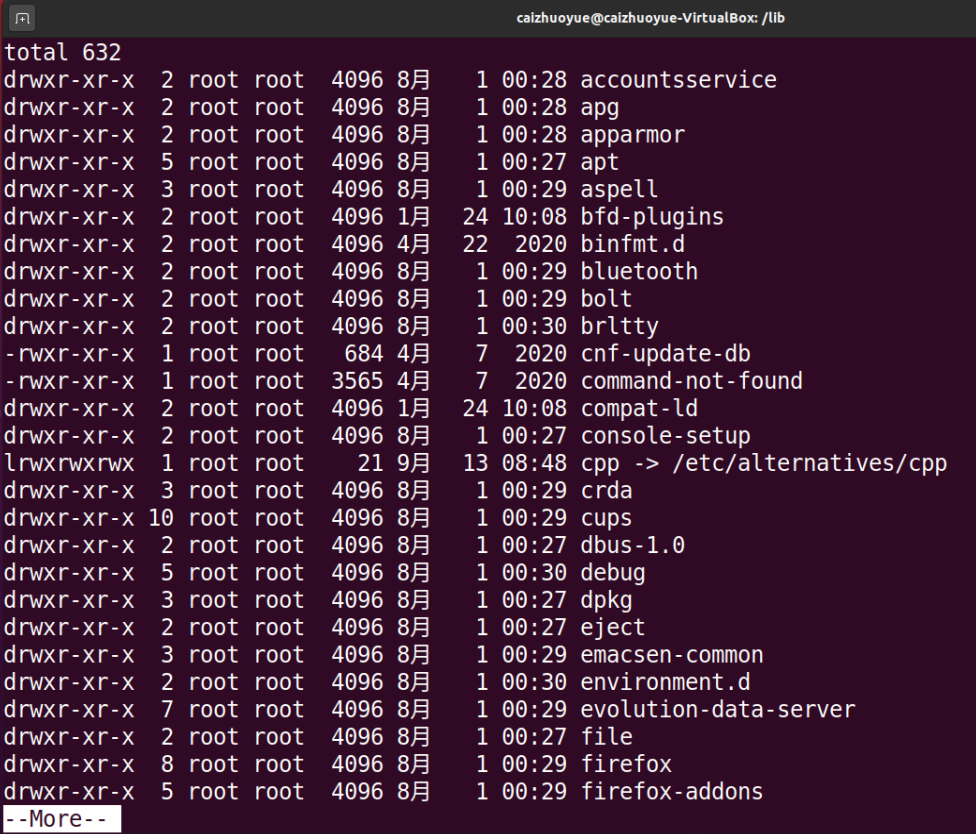 caizhuoyue@caizhuoyue-VirtualBox: /lib
total 632
drwxr-xr-x  2 root root  4096 8月   1 00:28 accountsservice
drwxr-xr-x  2 root root  4096 8月   1 00:28 apg
drwxr-xr-x  2 root root  4096 8月   1 00:28 apparmor
drwxr-xr-x  5 root root  4096 8月   1 00:27 apt
drwxr-xr-x  3 root root  4096 8月   1 00:29 aspell
drwxr-xr-x  2 root root  4096 1月  24 10:08 bfd-plugins
drwxr-xr-x  2 root root  4096 4月  22  2020 binfmt.d
drwxr-xr-x  2 root root  4096 8月   1 00:29 bluetooth
drwxr-xr-x  2 root root  4096 8月   1 00:29 bolt
drwxr-xr-x  2 root root  4096 8月   1 00:30 brltty
-rwxr-xr-x  1 root root   684 4月   7  2020 cnf-update-db
-rwxr-xr-x  1 root root  3565 4月   7  2020 command-not-found
drwxr-xr-x  2 root root  4096 1月  24 10:08 compat-ld
drwxr-xr-x  2 root root  4096 8月   1 00:27 console-setup
lrwxrwxrwx  1 root root    21 9月  13 08:48 cpp -> /etc/alternatives/cpp
drwxr-xr-x  3 root root  4096 8月   1 00:29 crda
drwxr-xr-x 10 root root  4096 8月   1 00:29 cups
drwxr-xr-x  2 root root  4096 8月   1 00:27 dbus-1.0
drwxr-xr-x  5 root root  4096 8月   1 00:30 debug
drwxr-xr-x  3 root root  4096 8月   1 00:27 dpkg
drwxr-xr-x  2 root root  4096 8月   1 00:27 eject
drwxr-xr-x  3 root root  4096 8月   1 00:29 emacsen-common
drwxr-xr-x  2 root root  4096 8月   1 00:30 environment.d
drwxr-xr-x  7 root root  4096 8月   1 00:29 evolution-data-server
drwxr-xr-x  2 root root  4096 8月   1 00:27 file
drwxr-xr-x  8 root root  4096 8月   1 00:29 firefox
drwxr-xr-x  5 root root  4096 8月   1 00:29 firefox-addons
--More--